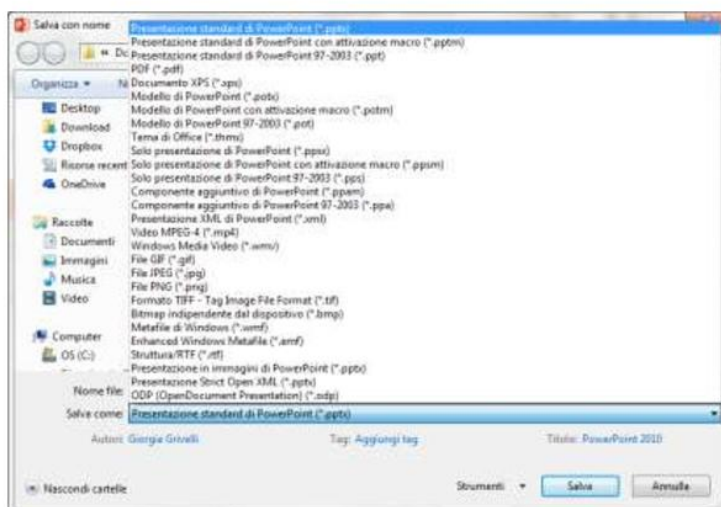 Salva con nome
Presentazione standard di PowerPoint (*.pptx)
Presentazione standard di PowerPoint con attivazione macro (*.pptm)
« Dc
Presentazione standard di PowerPoint 97-2003 (*.ppt)
PDF (*.pdf)
Organizza
Documento XPS (*.xps)
Modello di PowerPoint (*.potx)
Desktop
Modello di PowerPoint con attivazione macro (*.potm)
Download
Modello di PowerPoint 97-2003 (*.pot)
Tema di Office (*.thmx)
Dropbox
Solo presentazione di PowerPoint (*.ppsx)
Risorse recent
Solo presentazione di PowerPoint con attivazione macro (*.ppsm)
Solo presentazione di PowerPoint 97-2003 (*.pps)
OneDrive
Componente aggiuntivo di PowerPoint (*.ppam)
Componente aggiuntivo di PowerPoint 97-2003 (*.ppa)
Raccolte
Presentazione XML di PowerPoint (*.xml)
Video MPEG-4 (*.mp4)
Documenti
Windows Media Video (*.wmv)
Immagini
File GIF (*.gif)
File JPEG (*.jpg)
Musica
File PNG (*.png)
Video
Formato TIFF - Tag Image File Format (*.tif)
Bitmap indipendente dal dispositivo (*.bmp)
Metafile di Windows (*.wmf)
Computer
Enhanced Windows Metafile (*.emf)
OS (C:)
Struttura/RTF (*.rtf)
Presentazione in immagini di PowerPoint (*.pptx)
Presentazione Strict Open XML (*.pptx)
Nome file:
ODP (OpenDocument Presentation) (*.odp)
Salva come: Presentazione standard di PowerPoint (*.pptx)
Autori: Giorgia Grivelli Tag: Aggiungi tag Titolo: PowerPoint 2010
Nascondi cartelle Strumenti Salva Annulla